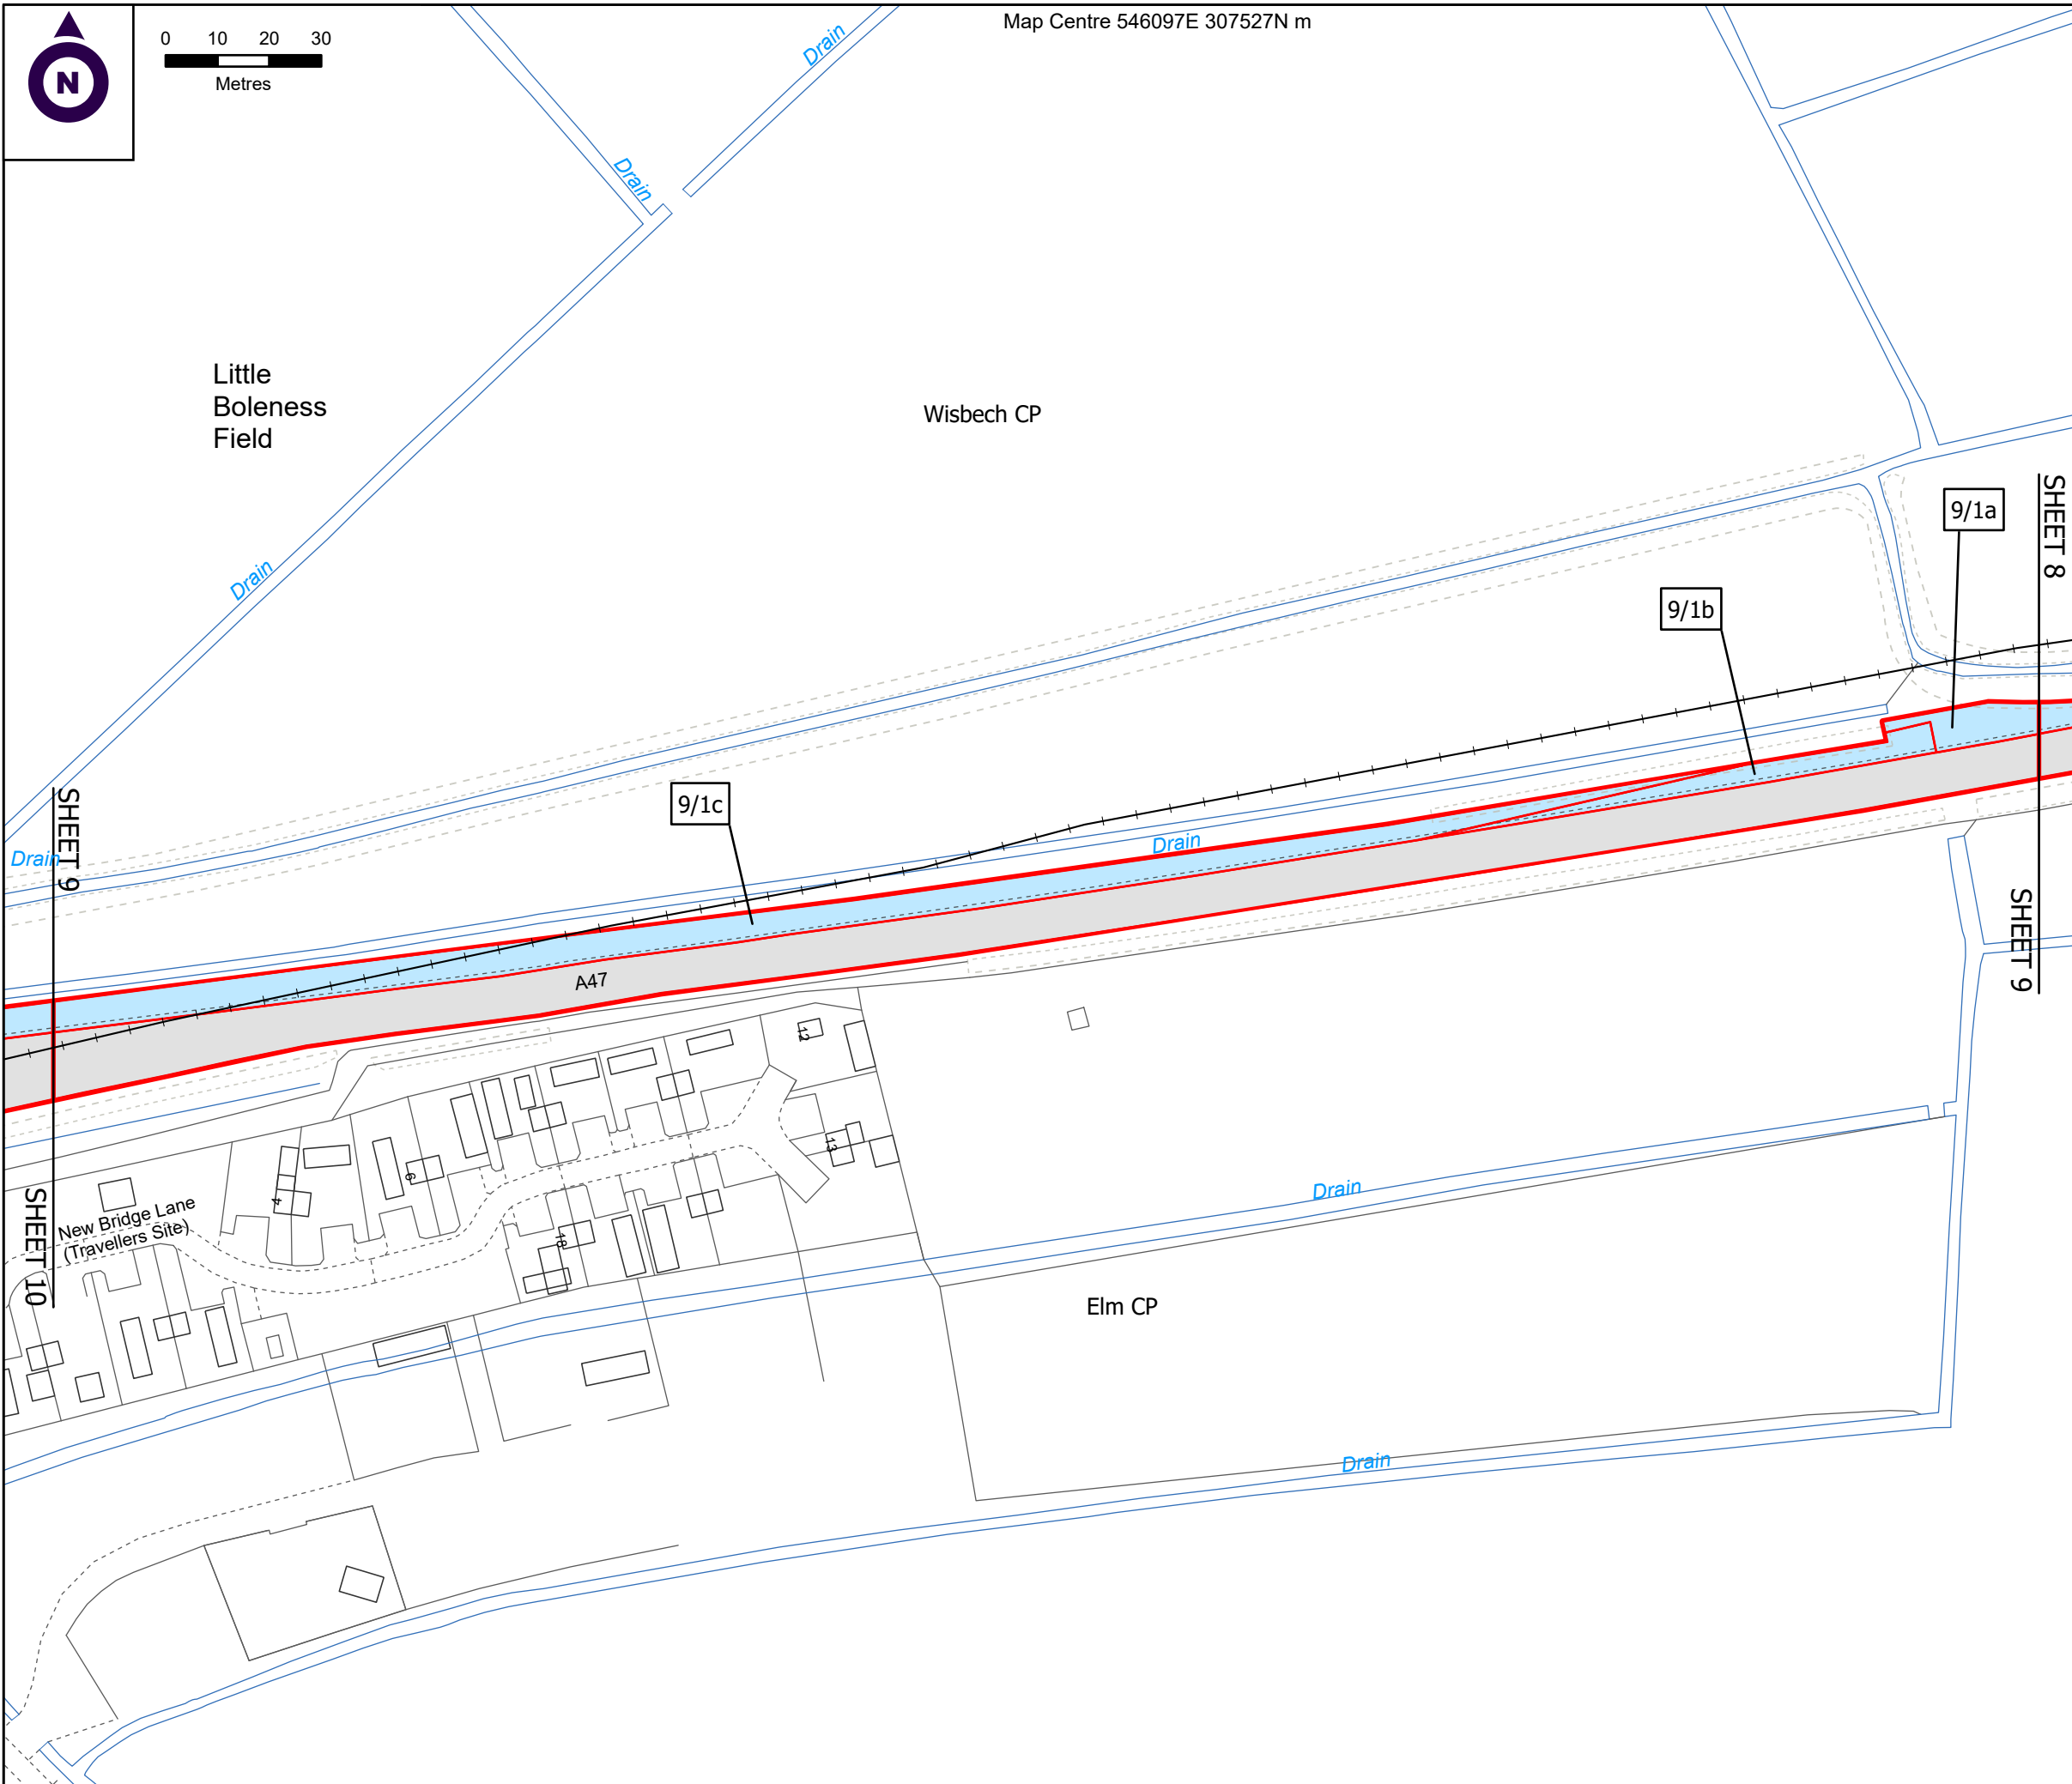 Map Centre 546097E 307527N m
N
0 10 20 30
Metres
Drain
Drain
Little
Boleness
Field
Wisbech CP
SHEET 8
9/1a
Drain
9/1b
9/1c
SHEET 9
Drain
Drain
SHEET 9
A47
12
13
6
4
18
New Bridge Lane
(Travellers Site)
SHEET 10
Drain
Elm CP
Drain